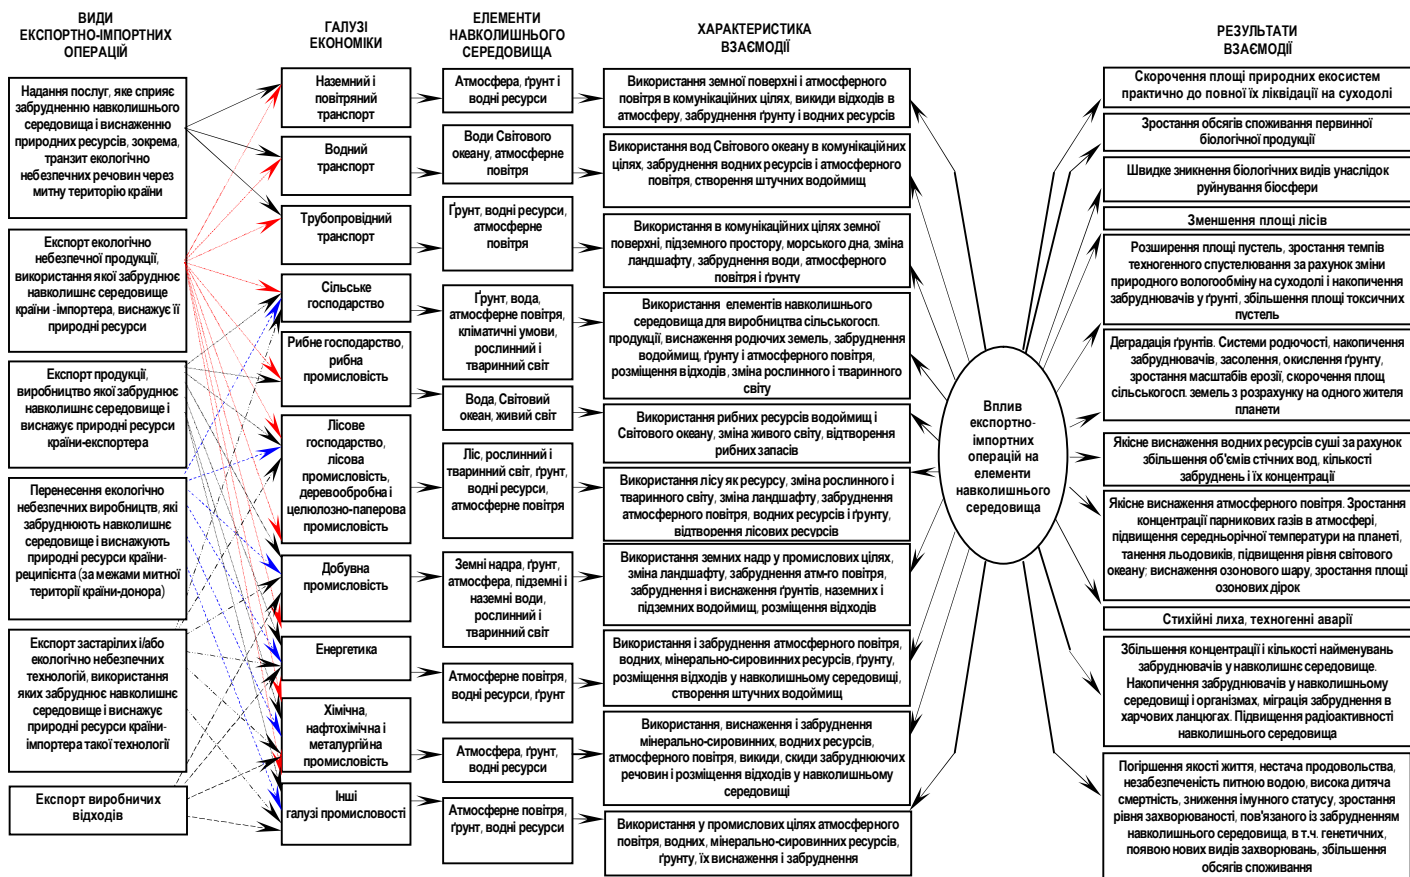 ВИДИ
ЕКСПОРТНО-ІМПОРТНИХ
ОПЕРАЦІЙ
Надання послуг, яке сприяє
забрудненню навколишнього
середовища і виснаженню
природних ресурсів, зокрема,
транзит екологічно
небезпечних речовин через
митну територію країни
Експорт екологічно
небезпечної продукції,
використання якої забруднює
навколишнє середовище
країни -імпортера, виснажує її
природні ресурси
Експорт продукції,
виробництво якої забруднює
навколишнє середовище і
виснажує природні ресурси
країни-експортера
Перенесення екологічно
небезпечних виробництв, які
забруднюють навколишнє
середовище і виснажують
природні ресурси країни-
реципієнта (за межами митної
території країни-донора)
Експорт застарілих і/або
екологічно небезпечних
технологій, використання
яких забруднює навколишнє
середовище і виснажує
природні ресурси країни-
імпортера такої технології
Експорт виробничих
відходів
ГАЛУЗІ
ЕКОНОМІКИ
Наземний і
повітряний
транспорт
Водний
транспорт
Трубопровідний
транспорт
Сільське
господарство
Рибне господарство,
рибна
промисловість
Лісове
господарство,
лісова
промисловість,
деревообробна і
целюлозно-паперова
промисловість
Добувна
промисловість
Енергетика
Хімічна,
нафтохімічна і
металургійна
промисловість
Інші
галузі промисловості
ЕЛЕМЕНТИ
НАВКОЛИШНЬОГО
СЕРЕДОВИЩА
Атмосфера, ґрунт і
водні ресурси
Води Світового
океану, атмосферне
повітря
Ґрунт, водні ресурси,
атмосферне
повітря
Ґрунт, вода,
атмосферне повітря,
кліматичні умови,
рослинний і
тваринний світ
Вода, Світовий
океан, живий світ
Ліс, рослинний і
тваринний світ, ґрунт,
водні ресурси,
атмосферне повітря
Земні надра, ґрунт,
атмосфера, підземні і
наземні води,
рослинний і
тваринний світ
Атмосферне повітря,
водні ресурси, ґрунт
Атмосфера, ґрунт,
водні ресурси
Атмосферне повітря,
ґрунт, водні ресурси
ХАРАКТЕРИСТИКА
ВЗАЄМОДІЇ
Використання земної поверхні і атмосферного
повітря в комунікаційних цілях, викиди відходів в
атмосферу, забруднення ґрунту і водних ресурсів
Використання вод Світового океану в комунікаційних
цілях, забруднення водних ресурсів і атмосферного
повітря, створення штучних водоймищ
Використання в комунікаційних цілях земної
поверхні, підземного простору, морського дна, зміна
ландшафту, забруднення води, атмосферного
повітря і ґрунту
Використання елементів навколишнього
середовища для виробництва сільськогосп.
продукції, виснаження родючих земель, забруднення
водоймищ, ґрунту і атмосферного повітря,
розміщення відходів, зміна рослинного і тваринного
світу
Використання рибних ресурсів водоймищ і
Світового океану, зміна живого світу, відтворення
рибних запасів
Використання лісу як ресурсу, зміна рослинного і
тваринного світу, зміна ландшафту, забруднення
атмосферного повітря, водних ресурсів і ґрунту,
відтворення лісових ресурсів
Використання земних надр у промислових цілях,
зміна ландшафту, забруднення атм-го повітря,
забруднення і виснаження ґрунтів, наземних і
підземних водоймищ, розміщення відходів
Використання і забруднення атмосферного повітря,
водних, мінерально-сировинних ресурсів, ґрунту,
розміщення відходів у навколишньому середовищі,
створення штучних водоймищ
Використання, виснаження і забруднення
мінерально-сировинних, водних ресурсів,
атмосферного повітря, викиди, скиди забруднюючих
речовин і розміщення відходів у навколишньому
середовищі
Використання у промислових цілях атмосферного
повітря, водних, мінерально-сировинних ресурсів,
ґрунту, їх виснаження і забруднення
Вплив
експортно-
імпортних
операцій на
елементи
навколишнього
середовища
РЕЗУЛЬТАТИ
ВЗАЄМОДІЇ
Скорочення площі природних екосистем
практично до повної їх ліквідації на суходолі
Зростання обсягів споживання первинної
біологічної продукції
Швидке зникнення біологічних видів унаслідок
руйнування біосфери
Зменшення площі лісів
Розширення площі пустель, зростання темпів
техногенного спустелювання за рахунок зміни
природного вологообміну на суходолі і накопичення
забруднювачів у ґрунті, збільшення площі токсичних
пустель
Деградація ґрунтів. Системи родючості, накопичення
забруднювачів, засолення, окислення ґрунту,
зростання масштабів ерозії, скорочення площ
сільськогосп. земель з розрахунку на одного жителя
планети
Якісне виснаження водних ресурсів суші за рахунок
збільшення об'ємів стічних вод, кількості
забруднень і їх концентрації
Якісне виснаження атмосферного повітря. Зростання
концентрації парникових газів в атмосфері,
підвищення середньорічної температури на планеті,
танення льодовиків, підвищення рівня світового
океану; виснаження озонового шару, зростання площі
озонових дірок
Стихійні лиха, техногенні аварії
Збільшення концентрації і кількості найменувань
забруднювачів у навколишнє середовище.
Накопичення забруднювачів у навколишньому
середовищі і організмах, міграція забруднення в
харчових ланцюгах. Підвищення радіоактивності
навколишнього середовища
Погіршення якості життя, нестача продовольства,
незабезпеченість питною водою, висока дитяча
смертність, зниження імунного статусу, зростання
рівня захворюваності, пов'язаного із забрудненням
навколишнього середовища, в т.ч. генетичних,
появою нових видів захворювань, збільшення
обсягів споживання